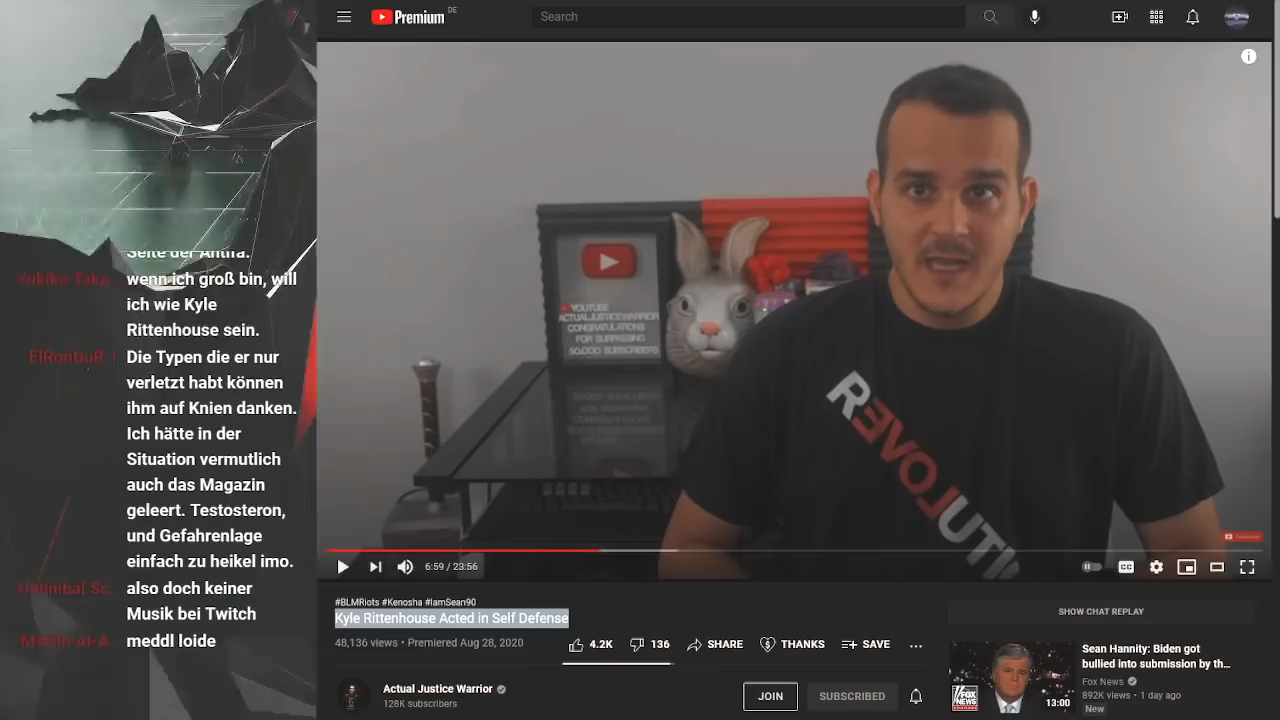 Premium
DE
Search
Seite der Antifa.
wenn ich groß bin, will
ich wie Kyle
Rittenhouse sein.
Die Typen die er nur
verletzt habt können
ihm auf Knien danken.
Ich hätte in der
Situation vermutlich
auch das Magazin
geleert. Testosteron,
und Gefahrenlage
einfach zu heikel imo.
also doch keiner
Musik bei Twitch
meddl loide
YOUTUBE
ACTUALJUSTICEWARRIOR
CONGRATULATIONS
FOR SURPASSING
50,000 SUBSCRIBERS
6:59 / 23:56
#BLMRiots #Kenosha #IamSean90
Kyle Rittenhouse Acted in Self Defense
48,136 views • Premiered Aug 28, 2020
4.2K
136
SHARE
THANKS
SAVE
Actual Justice Warrior
128K subscribers
JOIN
SUBSCRIBED
SHOW CHAT REPLAY
FOX
NEWS
13:00
Sean Hannity: Biden got
bullied into submission by th...
Fox News
892K views • 1 day ago
New